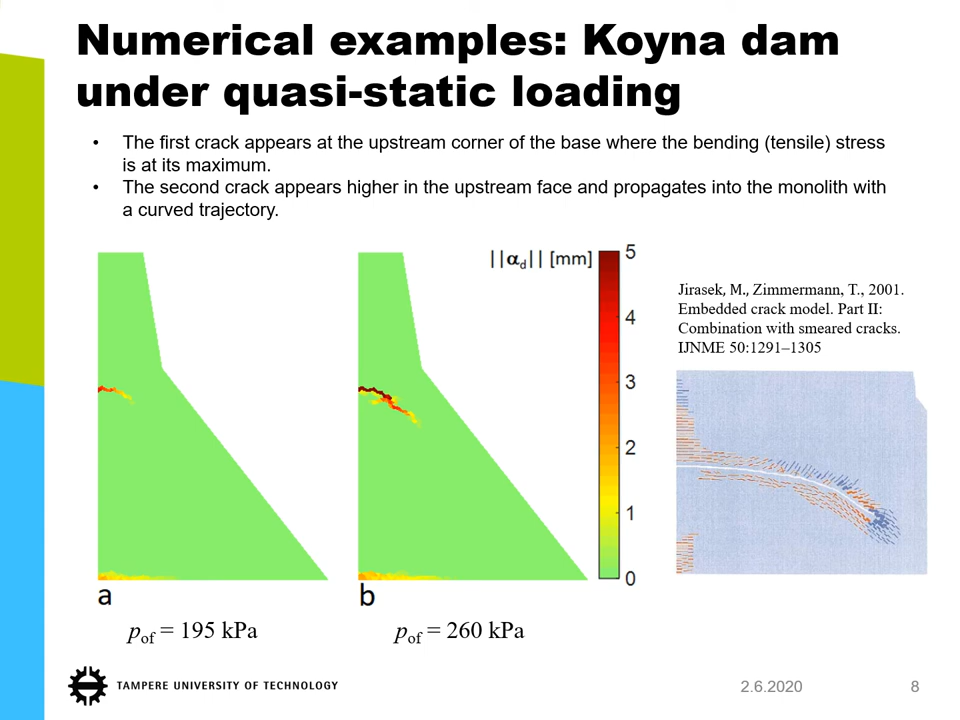 Numerical examples: Koyna dam
under quasi-static loading
• The first crack appears at the upstream corner of the base where the bending (tensile) stress
is at its maximum.
• The second crack appears higher in the upstream face and propagates into the monolith with
a curved trajectory.
||α_d|| [mm]
5
4
3
2
1
0
Jirasek, M., Zimmermann, T., 2001.
Embedded crack model. Part II:
Combination with smeared cracks.
IJNME 50:1291–1305
a
b
p_of = 195 kPa
p_of = 260 kPa
TAMPERE UNIVERSITY OF TECHNOLOGY
2.6.2020
8